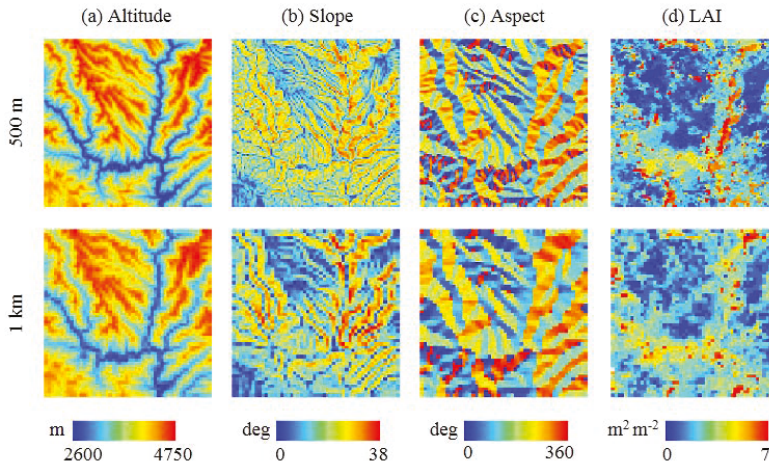 (a) Altitude (b) Slope (c) Aspect (d) LAI
500 m
1 km
m deg deg m² m⁻²
2600 4750 0 38 0 360 0 7